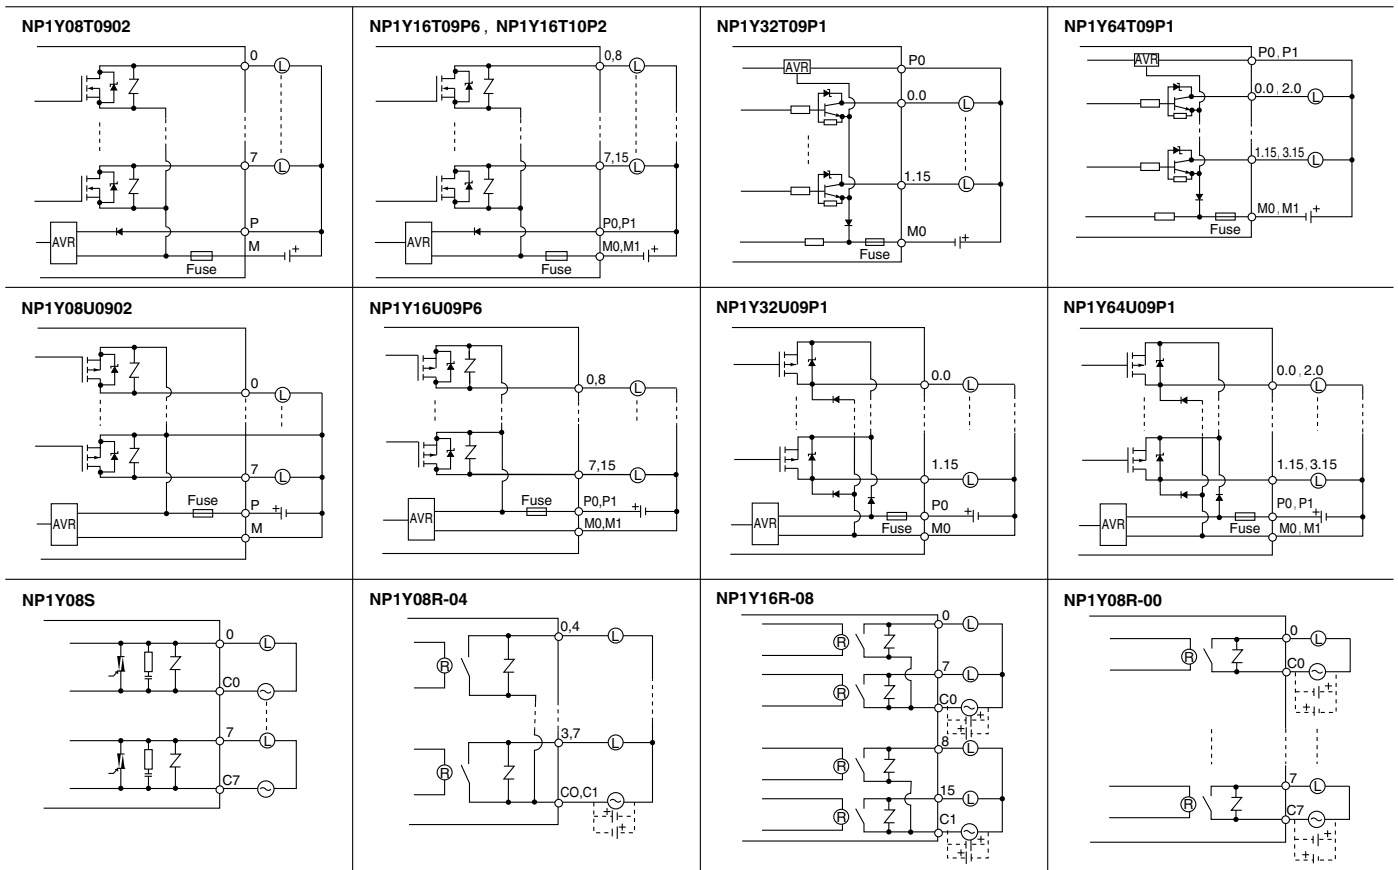 NP1Y08T0902
0
L
7
L
P
AVR
M
+
Fuse
NP1Y16T09P6 , NP1Y16T10P2
0,8
L
7,15
L
P0,P1
AVR
M0,M1
+
Fuse
NP1Y32T09P1
AVR
P0
0.0
L
1.15
L
M0
+
Fuse
NP1Y64T09P1
AVR
P0, P1
0.0, 2.0
L
1.15, 3.15
L
M0, M1
+
Fuse
NP1Y08U0902
0
L
7
L
Fuse
P
+
AVR
M
NP1Y16U09P6
0,8
L
7,15
L
Fuse
P0,P1
+
AVR
M0,M1
NP1Y32U09P1
0.0
L
1.15
L
P0
+
AVR
Fuse
M0
NP1Y64U09P1
0.0, 2.0
L
1.15, 3.15
L
P0, P1
+
AVR
Fuse
M0, M1
NP1Y08S
0
L
C0
7
L
C7
NP1Y08R-04
0,4
L
R
3,7
L
R
CO,C1
+
+
NP1Y16R-08
0
L
R
7
L
R
C0
+
+
8
L
R
15
L
R
C1
+
+
NP1Y08R-00
0
L
R
C0
+
+
7
L
R
C7
+
+